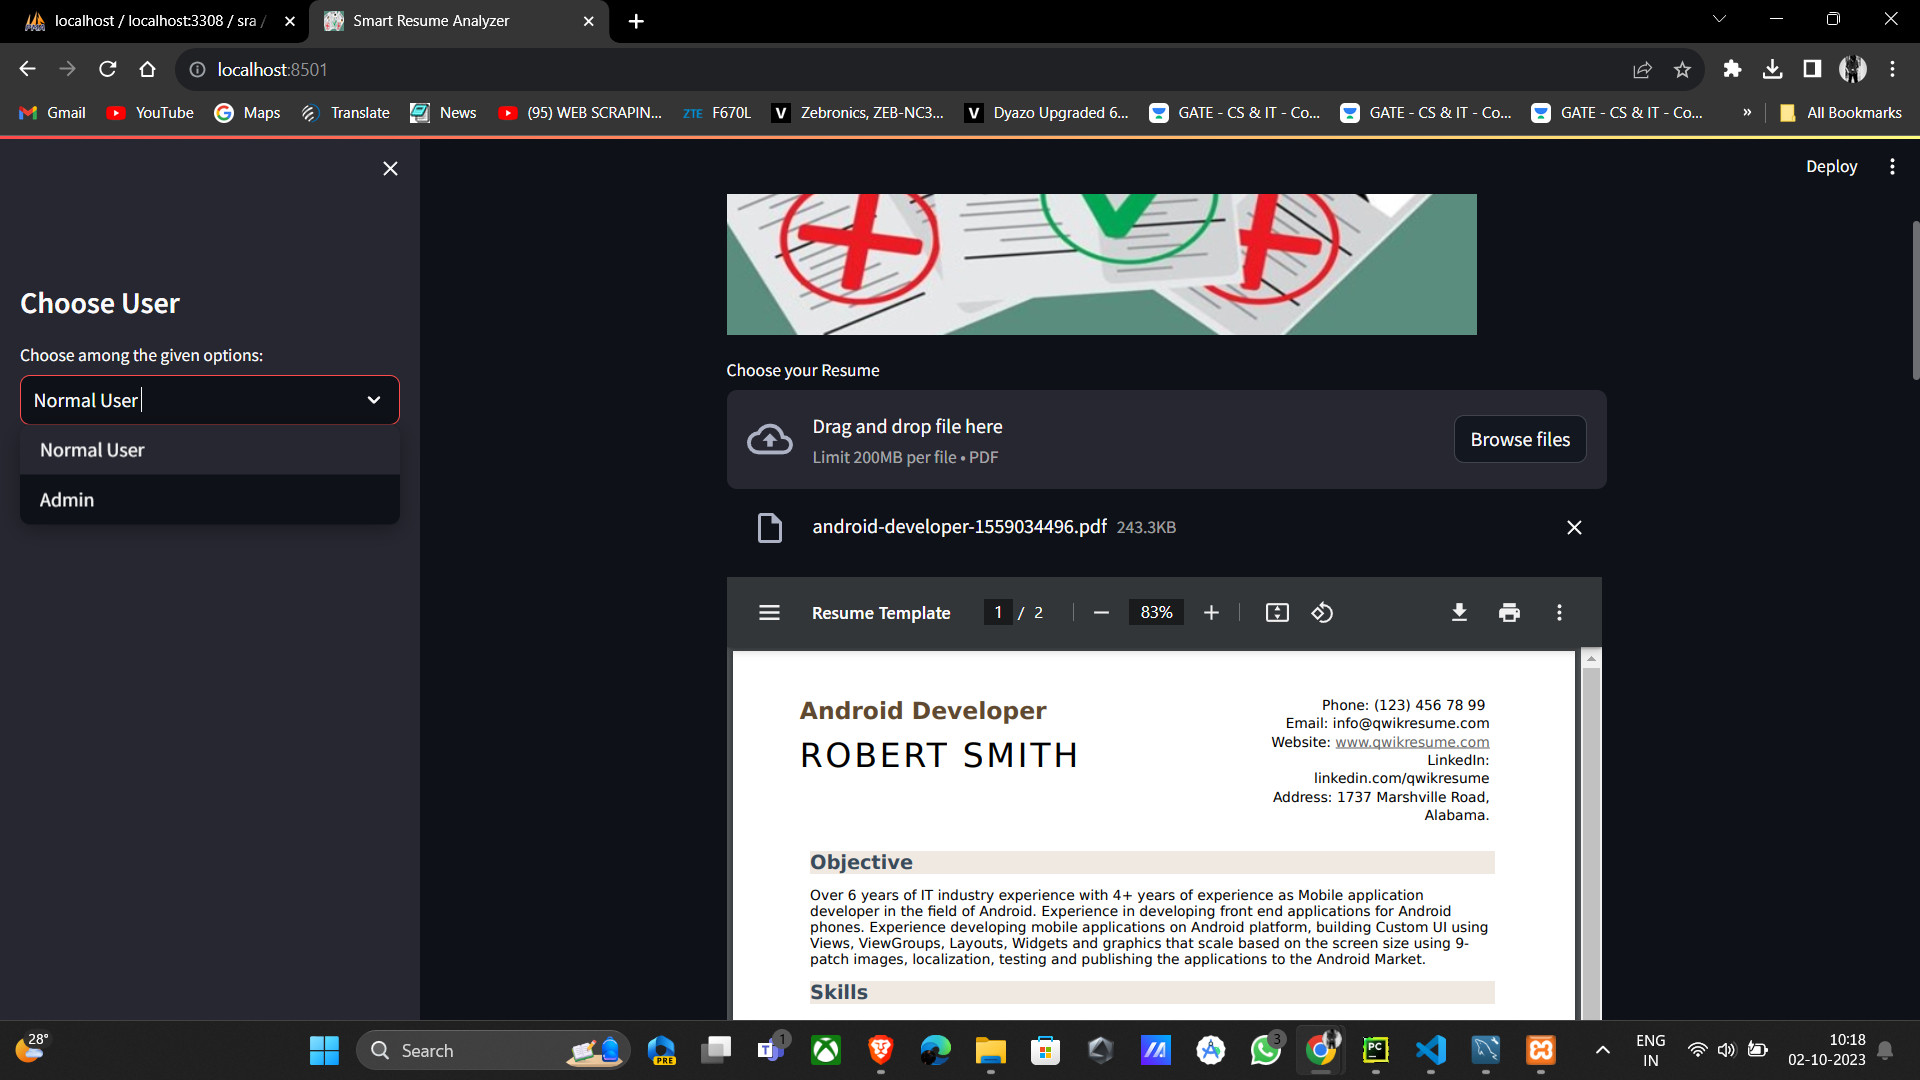 localhost / localhost:3308 / sra /
Smart Resume Analyzer
localhost:8501
Gmail
YouTube
Maps
Translate
News
(95) WEB SCRAPIN...
ZTE F670L
V Zebronics, ZEB-NC3...
V Dyazo Upgraded 6...
GATE - CS & IT - Co...
GATE - CS & IT - Co...
GATE - CS & IT - Co...
»
All Bookmarks
Deploy
Choose User
Choose among the given options:
Normal User
Normal User
Admin
Choose your Resume
Drag and drop file here
Limit 200MB per file • PDF
Browse files
android-developer-1559034496.pdf 243.3KB
Resume Template
1 / 2
83%
Android Developer
ROBERT SMITH
Phone: (123) 456 78 99
Email: info@qwikresume.com
Website: www.qwikresume.com
LinkedIn:
linkedin.com/qwikresume
Address: 1737 Marshville Road,
Alabama.
Objective
Over 6 years of IT industry experience with 4+ years of experience as Mobile application
developer in the field of Android. Experience in developing front end applications for Android
phones. Experience developing mobile applications on Android platform, building Custom UI using
Views, ViewGroups, Layouts, Widgets and graphics that scale based on the screen size using 9-
patch images, localization, testing and publishing the applications to the Android Market.
Skills
28°
Search
PRE
1
3
PC
ENG
IN
10:18
02-10-2023